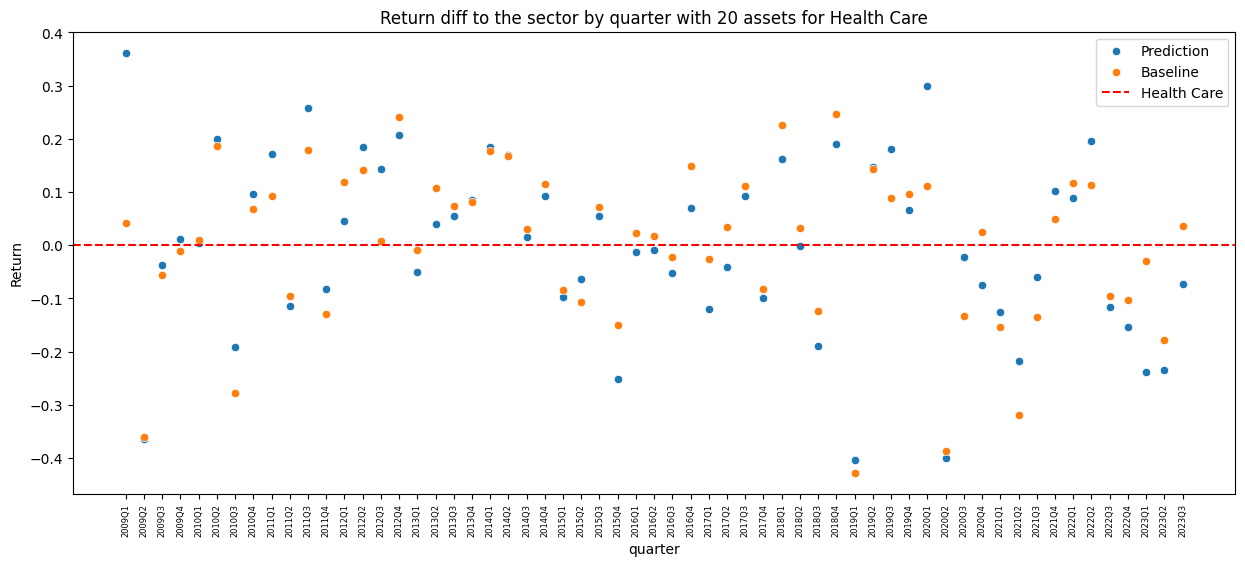 Return diff to the sector by quarter with 20 assets for Health Care
Prediction
Baseline
Health Care
Return
0.4
0.3
0.2
0.1
0.0
−0.1
−0.2
−0.3
−0.4
2009Q1
2009Q2
2009Q3
2009Q4
2010Q1
2010Q2
2010Q3
2010Q4
2011Q1
2011Q2
2011Q3
2011Q4
2012Q1
2012Q2
2012Q3
2012Q4
2013Q1
2013Q2
2013Q3
2013Q4
2014Q1
2014Q2
2014Q3
2014Q4
2015Q1
2015Q2
2015Q3
2015Q4
2016Q1
2016Q2
2016Q3
2016Q4
2017Q1
2017Q2
2017Q3
2017Q4
2018Q1
2018Q2
2018Q3
2018Q4
2019Q1
2019Q2
2019Q3
2019Q4
2020Q1
2020Q2
2020Q3
2020Q4
2021Q1
2021Q2
2021Q3
2021Q4
2022Q1
2022Q2
2022Q3
2022Q4
2023Q1
2023Q2
2023Q3
quarter